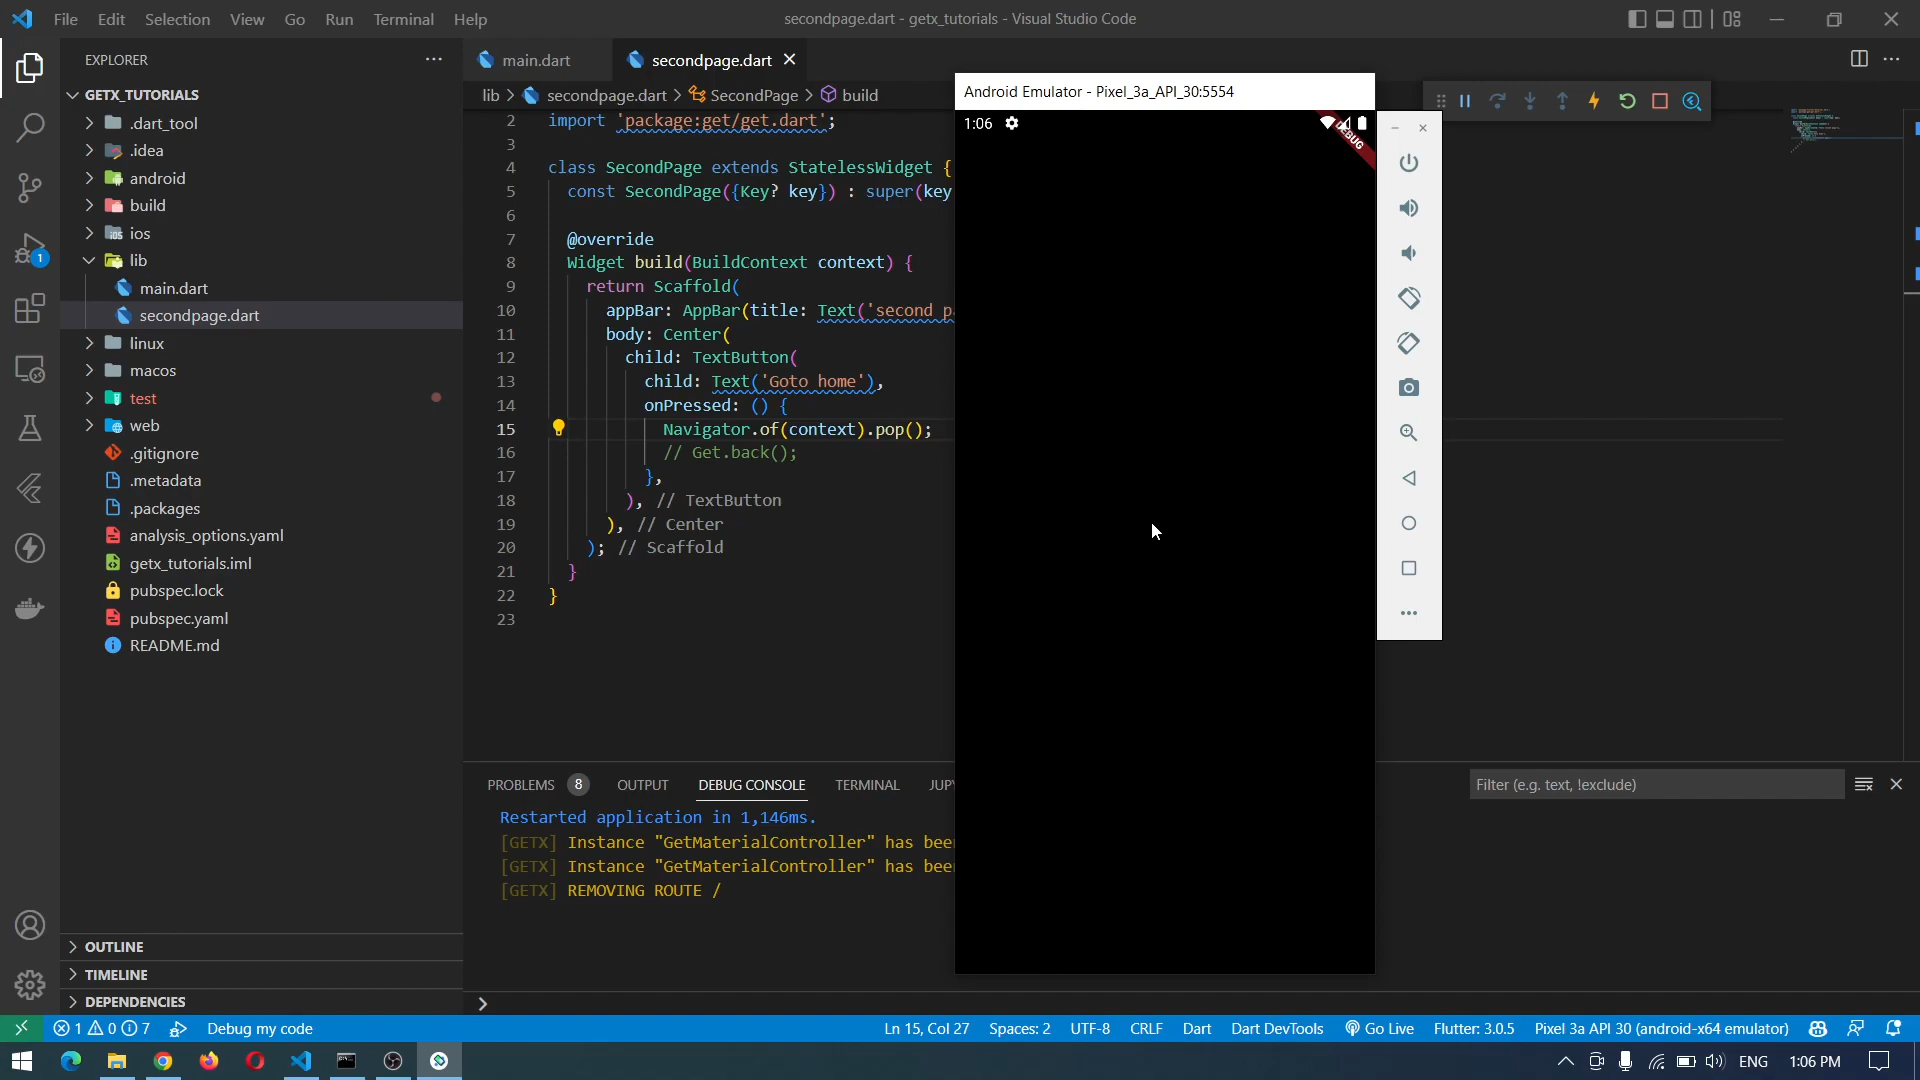 File Edit Selection View Go Run Terminal Help
secondpage.dart - getx_tutorials - Visual Studio Code
EXPLORER
GETX_TUTORIALS
.dart_tool
.idea
android
build
ios
lib
main.dart
secondpage.dart
linux
macos
test
web
.gitignore
.metadata
.packages
analysis_options.yaml
getx_tutorials.iml
pubspec.lock
pubspec.yaml
README.md
OUTLINE
TIMELINE
DEPENDENCIES
1
main.dart
secondpage.dart
lib > secondpage.dart > SecondPage > build
2 import 'package:get/get.dart';
3
4 class SecondPage extends StatelessWidget {
5 const SecondPage({Key? key}) : super(key
6
7 @override
8 Widget build(BuildContext context) {
9 return Scaffold(
10 appBar: AppBar(title: Text('second pa
11 body: Center(
12 child: TextButton(
13 child: Text('Goto home'),
14 onPressed: () {
15 Navigator.of(context).pop();
16 // Get.back();
17 },
18 ), // TextButton
19 ), // Center
20 ); // Scaffold
21 }
22 }
23
Android Emulator - Pixel_3a_API_30:5554
1:06
DEBUG
PROBLEMS 8 OUTPUT DEBUG CONSOLE TERMINAL JUPY
Filter (e.g. text, !exclude)
Restarted application in 1,146ms.
[GETX] Instance "GetMaterialController" has been
[GETX] Instance "GetMaterialController" has been
[GETX] REMOVING ROUTE /
1 0 7 Debug my code
Ln 15, Col 27 Spaces: 2 UTF-8 CRLF Dart Dart DevTools Go Live Flutter: 3.0.5 Pixel 3a API 30 (android-x64 emulator)
ENG 1:06 PM